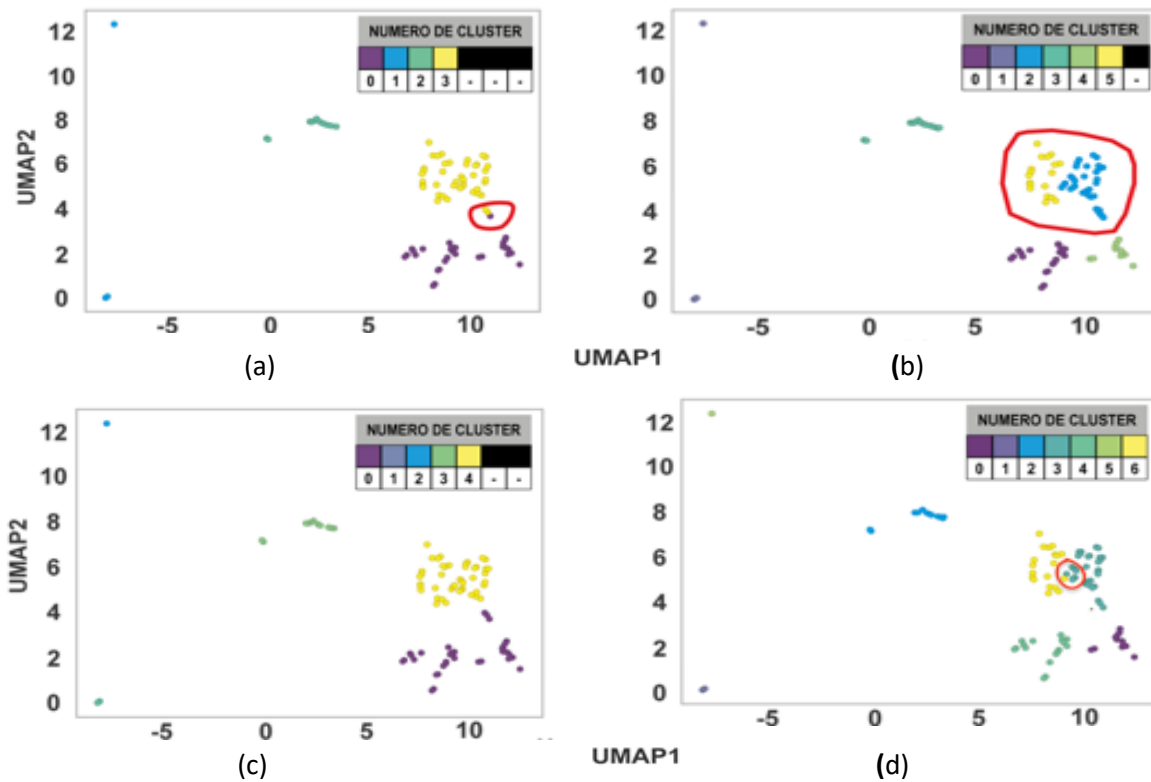 NUMERO DE CLUSTER
0 1 2 3 - - -
12
10
8
6
4
2
0
UMAP2
-5 0 5 10
(a)
NUMERO DE CLUSTER
0 1 2 3 4 5 -
12
10
8
6
4
2
0
-5 0 5 10
UMAP1
(b)
NUMERO DE CLUSTER
0 1 2 3 4 - -
12
10
8
6
4
2
0
UMAP2
-5 0 5 10
(c)
NUMERO DE CLUSTER
0 1 2 3 4 5 6
12
10
8
6
4
2
0
-5 0 5 10
UMAP1
(d)